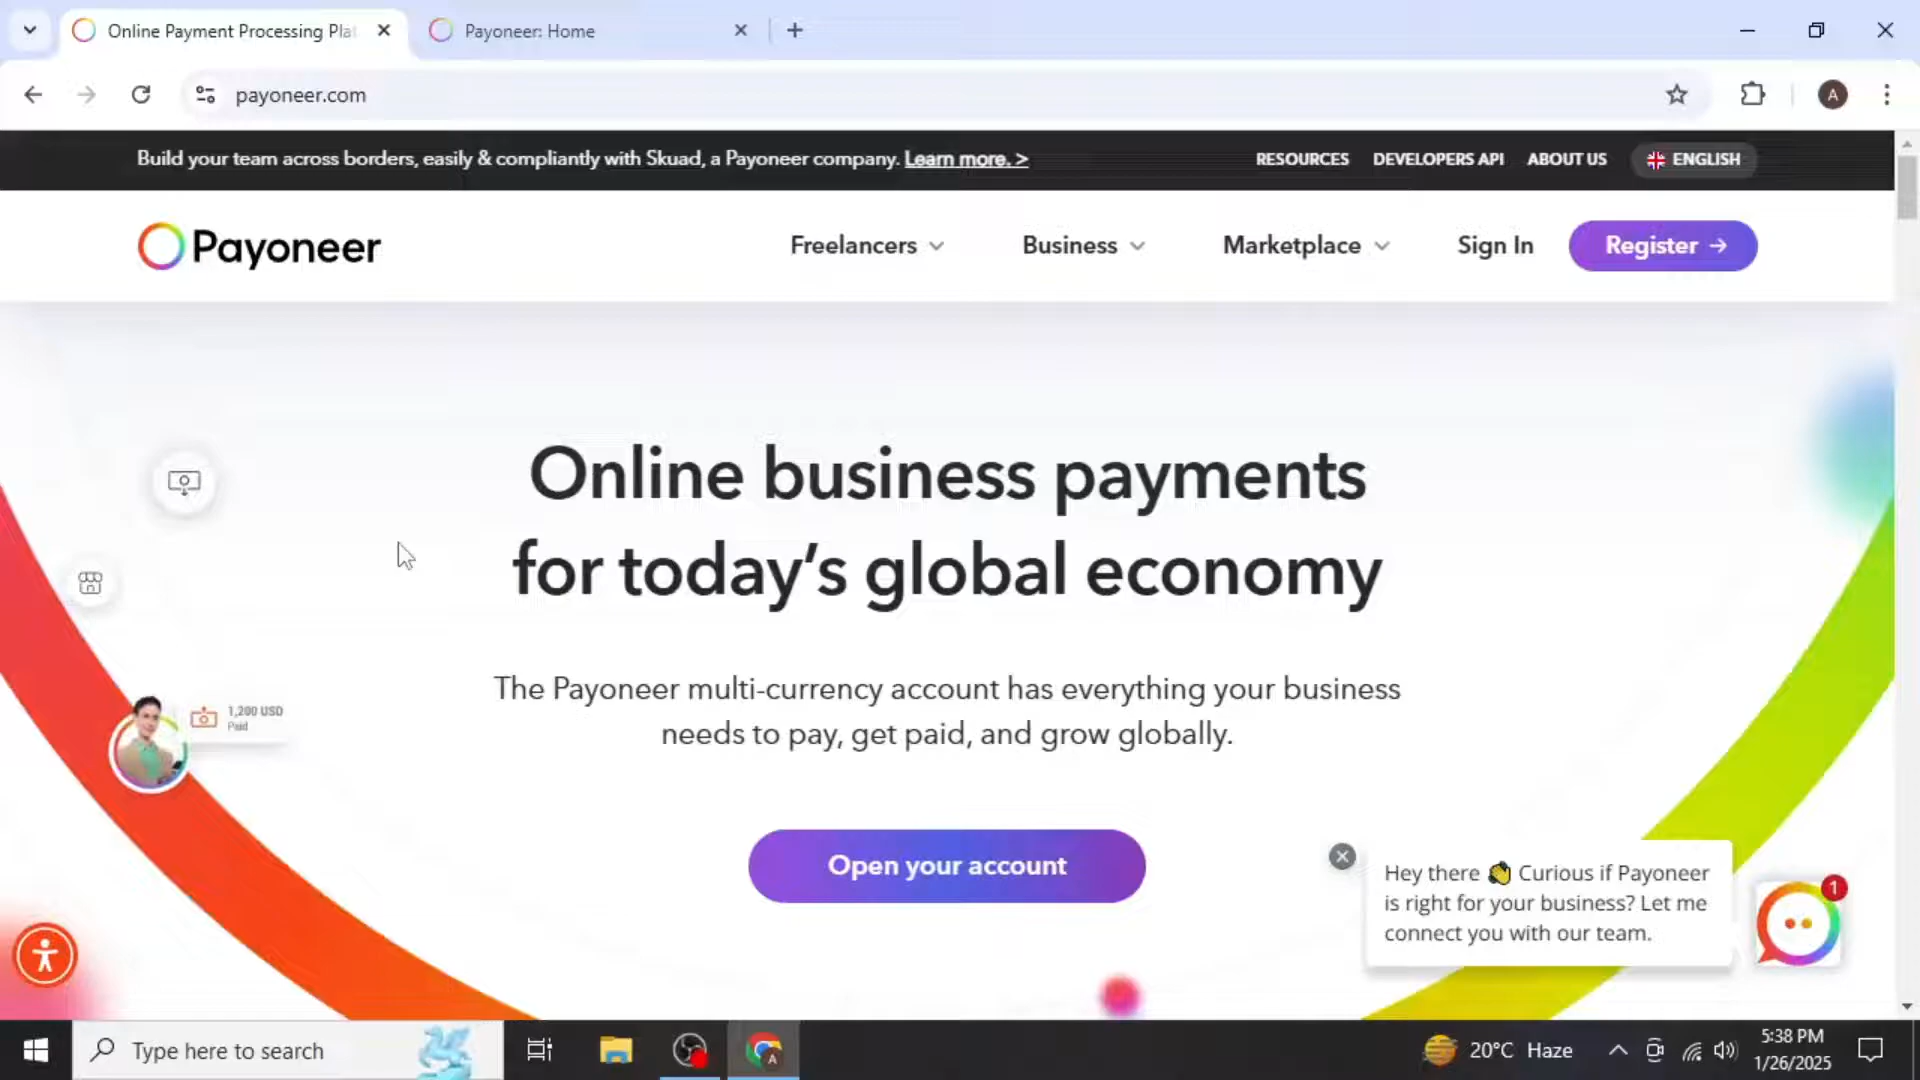 Online Payment Processing Pla
Payoneer: Home
payoneer.com
A
Build your team across borders, easily & compliantly with Skuad, a Payoneer company. Learn more. >
RESOURCES
DEVELOPERS API
ABOUT US
ENGLISH
Payoneer
Freelancers
Business
Marketplace
Sign In
Register →
Online business payments
for today's global economy
The Payoneer multi-currency account has everything your business
needs to pay, get paid, and grow globally.
1,200 USD
Paid
Open your account
Hey there 👏 Curious if Payoneer
is right for your business? Let me
connect you with our team.
1
Type here to search
A
20°C Haze
5:38 PM
1/26/2025